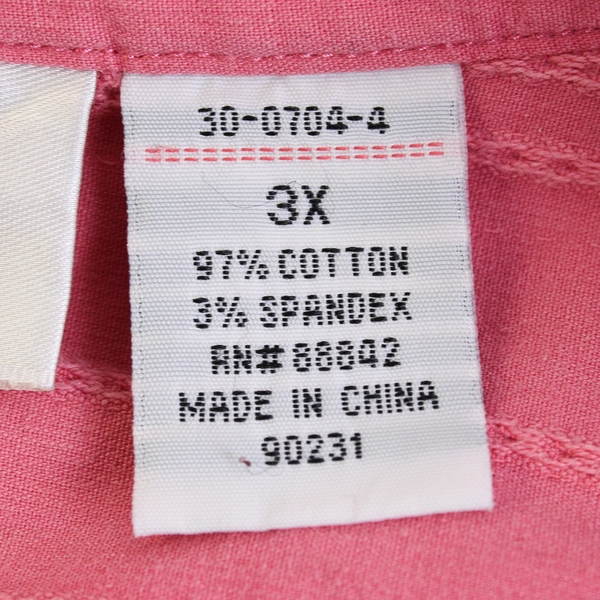 30-0704-4
3X
97% COTTON
3% SPANDEX
RN# 88842
MADE IN CHINA
90231